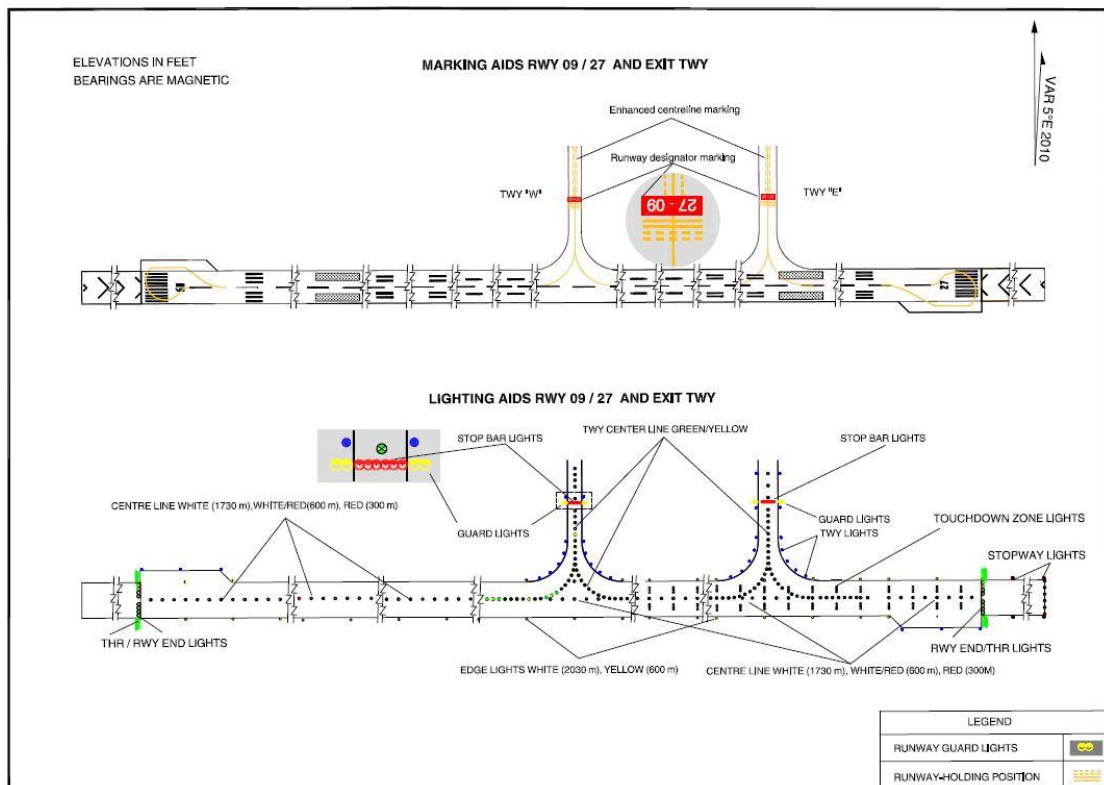 ELEVATIONS IN FEET
BEARINGS ARE MAGNETIC
MARKING AIDS RWY 09 / 27 AND EXIT TWY
VAR 5°E 2010
Enhanced centreline marking
Runway designator marking
TWY "W"
TWY "E"
27 - 09
09
27
LIGHTING AIDS RWY 09 / 27 AND EXIT TWY
STOP BAR LIGHTS
TWY CENTER LINE GREEN/YELLOW
STOP BAR LIGHTS
CENTRE LINE WHITE (1730 m),WHITE/RED(600 m), RED (300 m)
GUARD LIGHTS
GUARD LIGHTS
TWY LIGHTS
TOUCHDOWN ZONE LIGHTS
STOPWAY LIGHTS
THR / RWY END LIGHTS
RWY END/THR LIGHTS
EDGE LIGHTS WHITE (2030 m), YELLOW (600 m)
CENTRE LINE WHITE (1730 m), WHITE/RED (600 m), RED (300M)
LEGEND
RUNWAY GUARD LIGHTS
RUNWAY-HOLDING POSITION